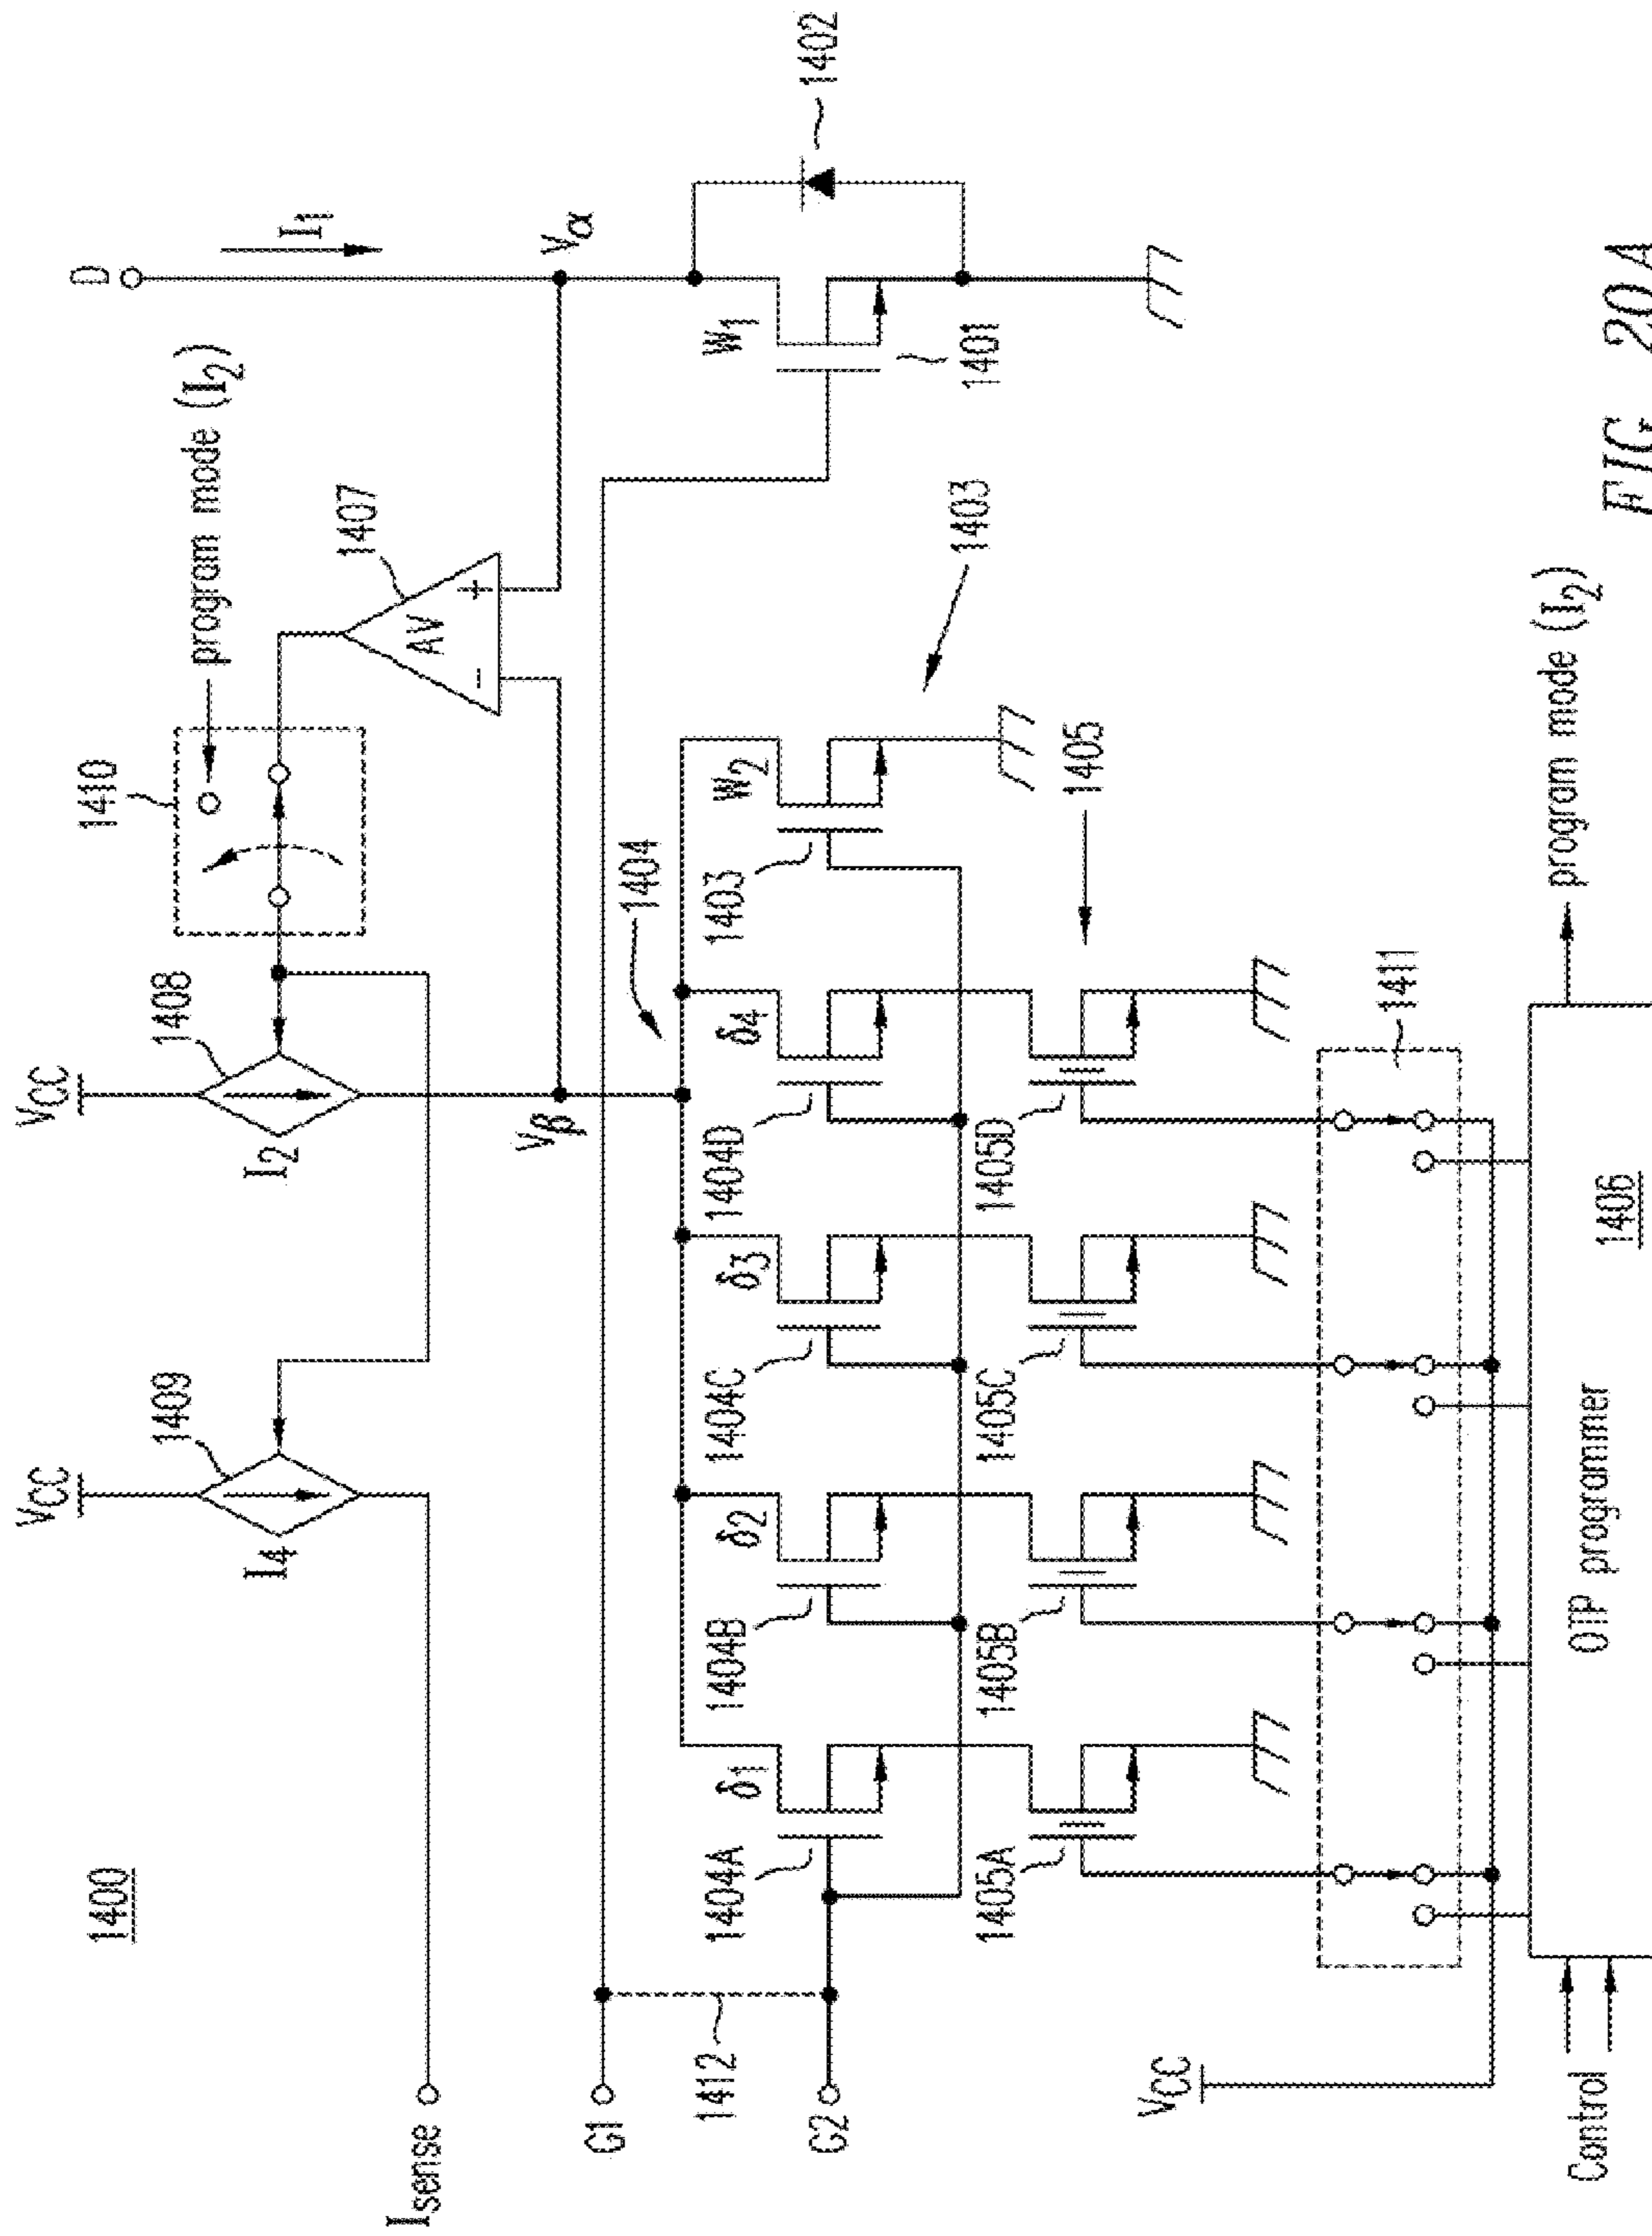 1400
VCC
1409
I4
VCC
1408
I2
1410
program mode (I2)
D
I1
AV
+
-
1407
Vβ
Vα
Isense
G1
1412
G2
1404
W1
1401
1402
δ1
1404A
δ2
1404B
δ3
1404C
δ4
1404D
W2
1403
1403
1405A
1405B
1405C
1405D
1405
1411
VCC
Control
OTP programmer
1406
program mode (I2)
FIG. 20A